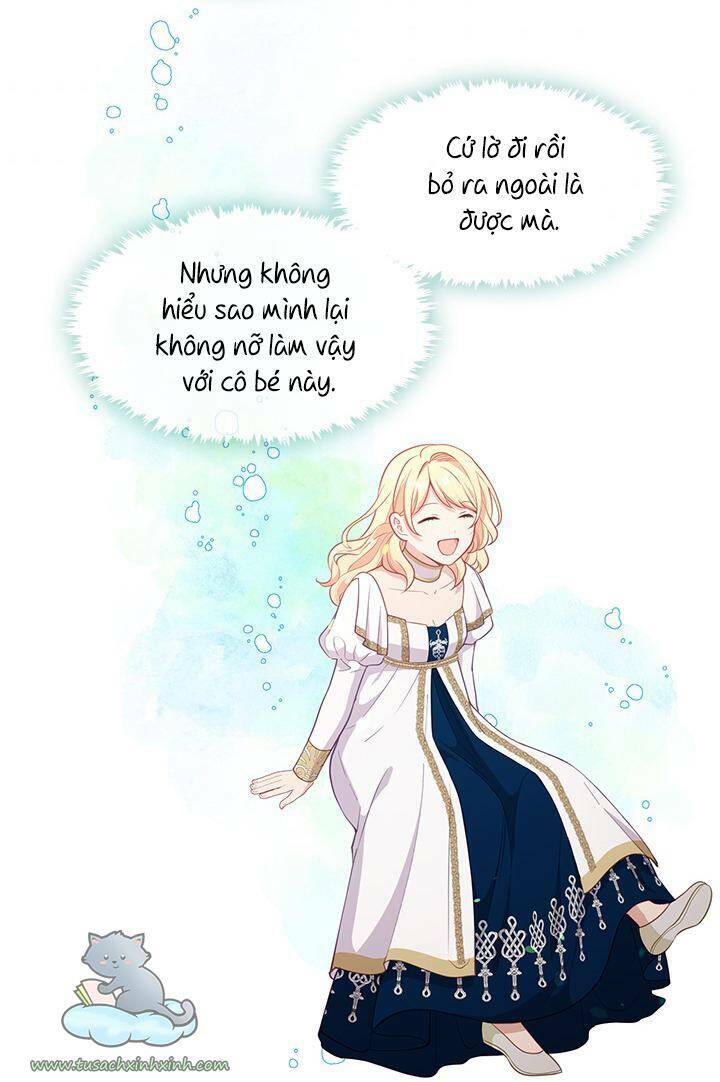 Cứ lờ đi rồi
bỏ ra ngoài là
được mà.
Nhưng không
hiểu sao mình lại
không nỡ làm vậy
với cô bé này.
www.tusachxinhxinh.com